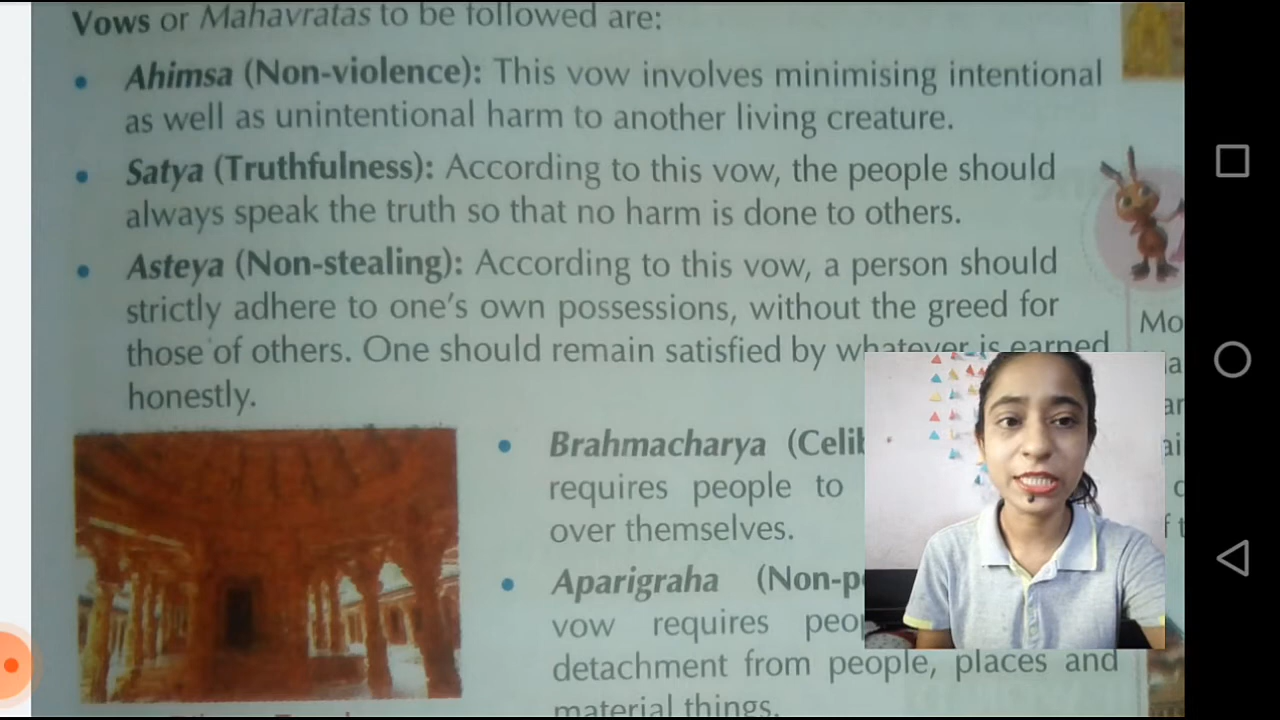 Vows or Mahavratas to be followed are:
• Ahimsa (Non-violence): This vow involves minimising intentional
as well as unintentional harm to another living creature.
• Satya (Truthfulness): According to this vow, the people should
always speak the truth so that no harm is done to others.
• Asteya (Non-stealing): According to this vow, a person should
strictly adhere to one's own possessions, without the greed for
those of others. One should remain satisfied by whatever is earned
honestly.
• Brahmacharya (Celib
requires people to
over themselves.
• Aparigraha (Non-p
vow requires peo
detachment from people, places and
material things.
Mo